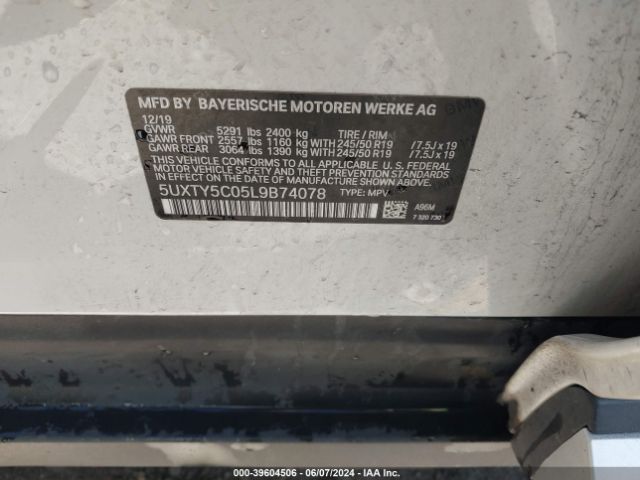 MFD BY BAYERISCHE MOTOREN WERKE AG
12/19
GVWR 5291 lbs 2400 kg TIRE / RIM
GAWR FRONT 2557 lbs 1160 kg WITH 245/50 R19 /7.5J x 19
GAWR REAR 3064 lbs 1390 kg WITH 245/50 R19 /7.5J x 19
THIS VEHICLE CONFORMS TO ALL APPLICABLE U. S. FEDERAL
MOTOR VEHICLE SAFETY AND THEFT PREVENTION STANDARDS
IN EFFECT ON THE DATE OF MANUFACTURE SHOWN ABOVE.
5UXTY5C05L9B74078 TYPE: MPV
A96M
7 320 730
000-39604506 - 06/07/2024 - IAA Inc.